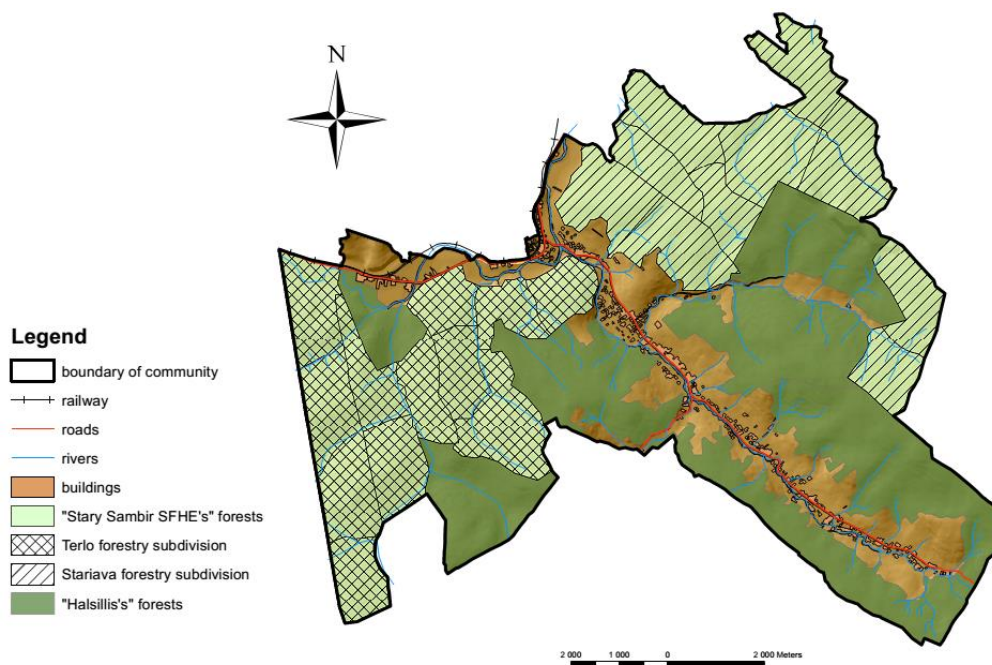 N
Legend
boundary of community
railway
roads
rivers
buildings
"Stary Sambir SFHE's" forests
Terlo forestry subdivision
Stariava forestry subdivision
"Halsillis's" forests
2 000 1 000 0 2 000 Meters